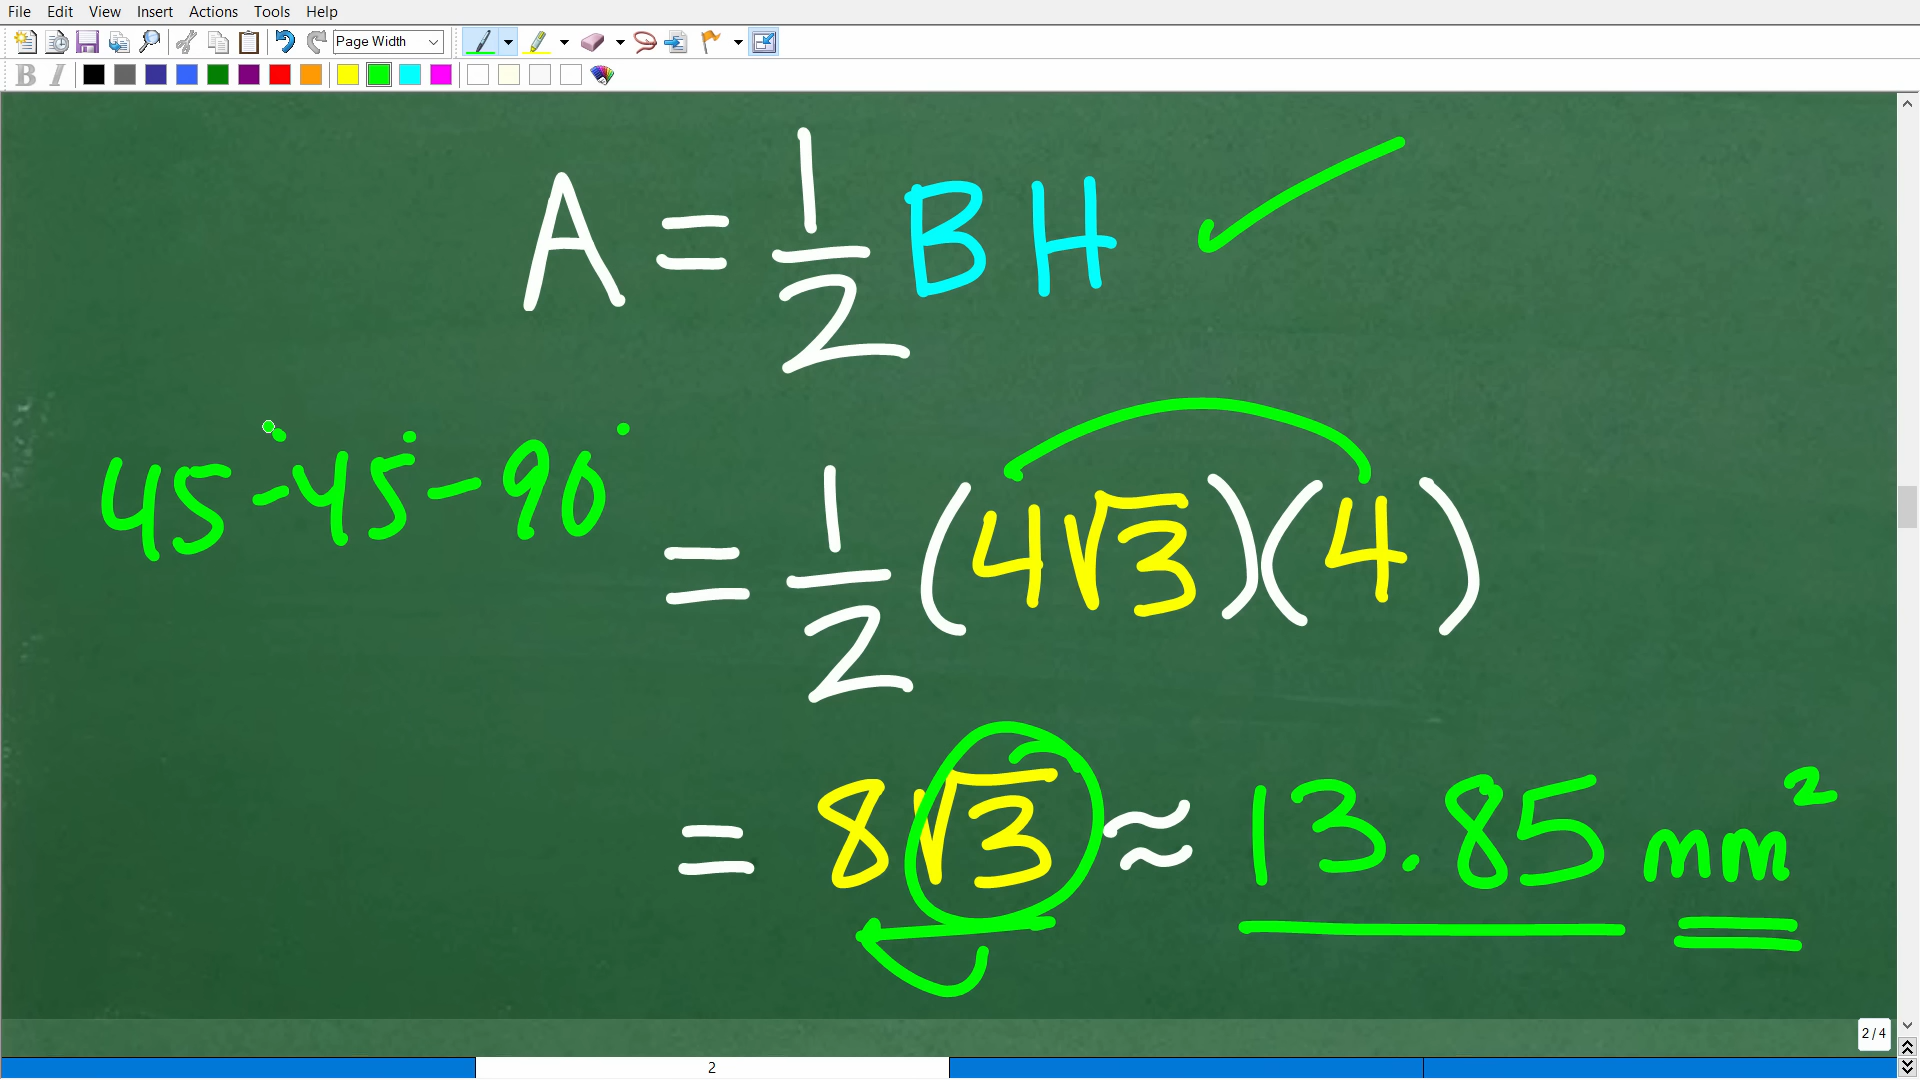 File Edit View Insert Actions Tools Help
Page Width
B I
A = 1/2 BH
45°-45°-90°
= 1/2 (4√3)(4)
= 8√3 ≈ 13.85 mm²
2 / 4
2